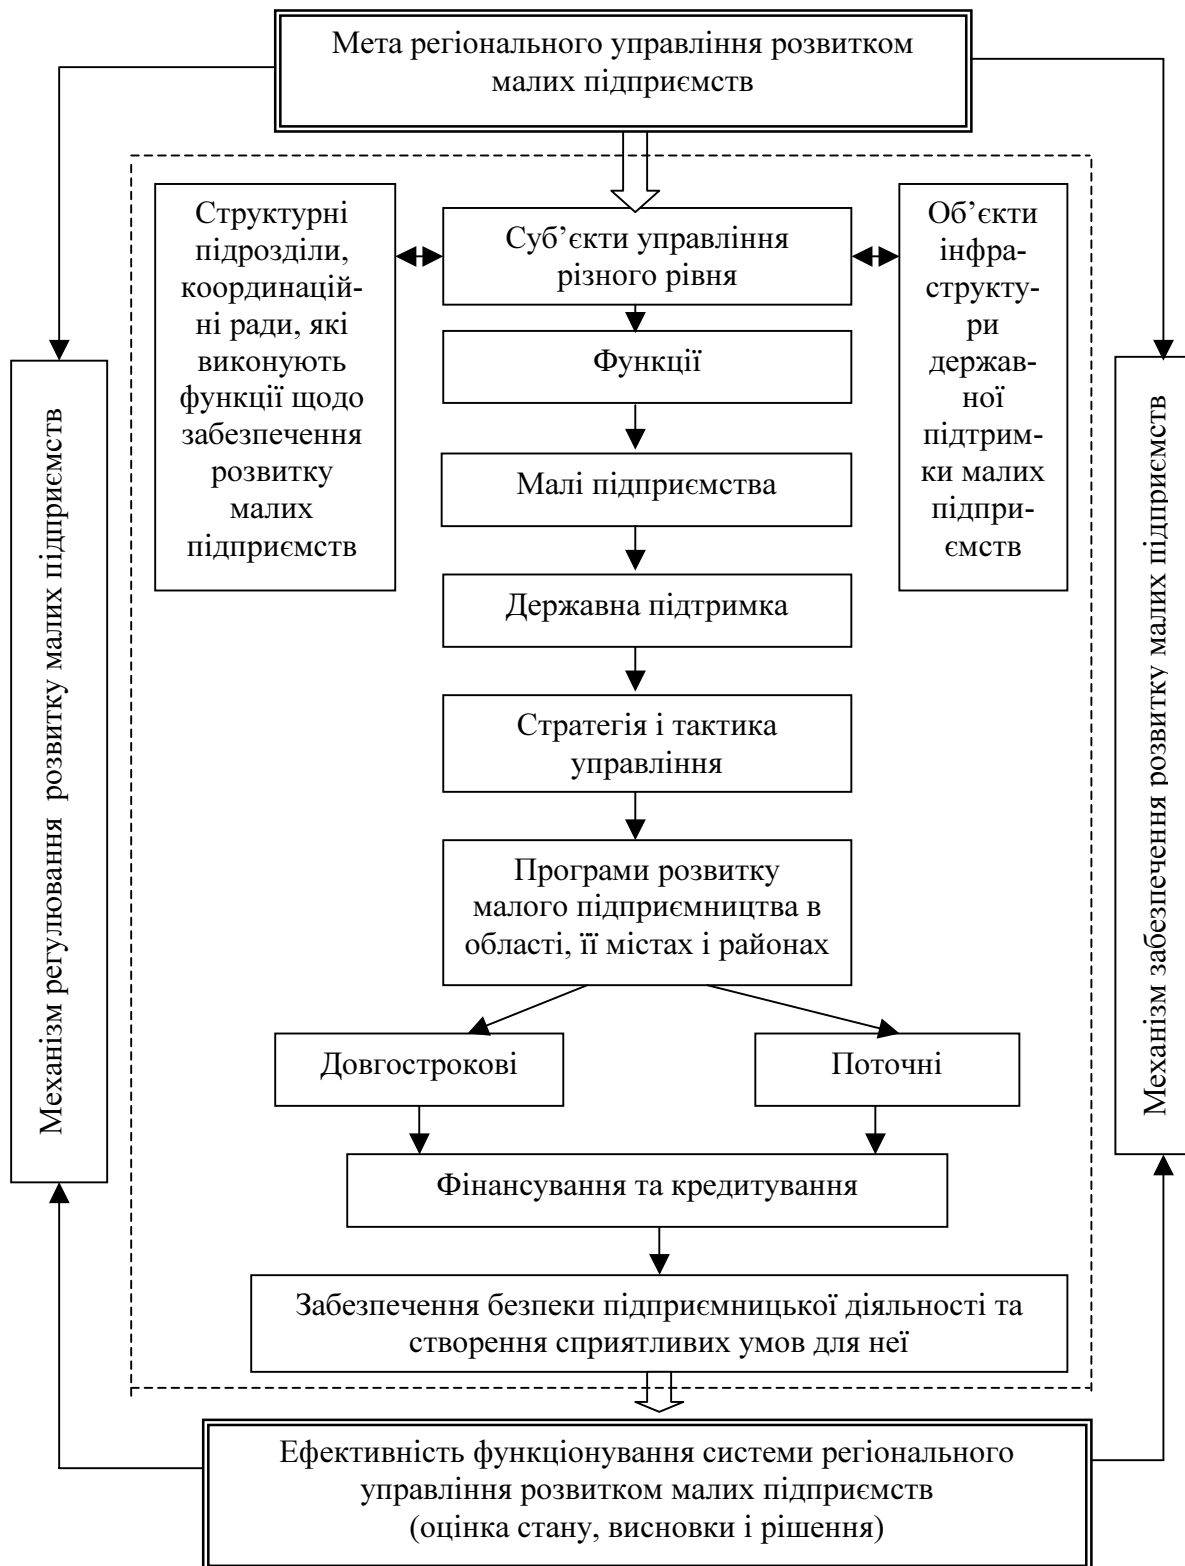 Мета регіонального управління розвитком
малих підприємств
Структурні
підрозділи,
координацій-
ні ради, які
виконують
функції щодо
забезпечення
розвитку
малих
підприємств
Суб’єкти управління
різного рівня
Об’єкти
інфра-
структу-
ри
держав-
ної
підтрим-
ки малих
підпри-
ємств
Функції
Малі підприємства
Державна підтримка
Стратегія і тактика
управління
Програми розвитку
малого підприємництва в
області, її містах і районах
Довгострокові
Поточні
Фінансування та кредитування
Забезпечення безпеки підприємницької діяльності та
створення сприятливих умов для неї
Механізм регулювання розвитку малих підприємств
Механізм забезпечення розвитку малих підприємств
Ефективність функціонування системи регіонального
управління розвитком малих підприємств
(оцінка стану, висновки і рішення)